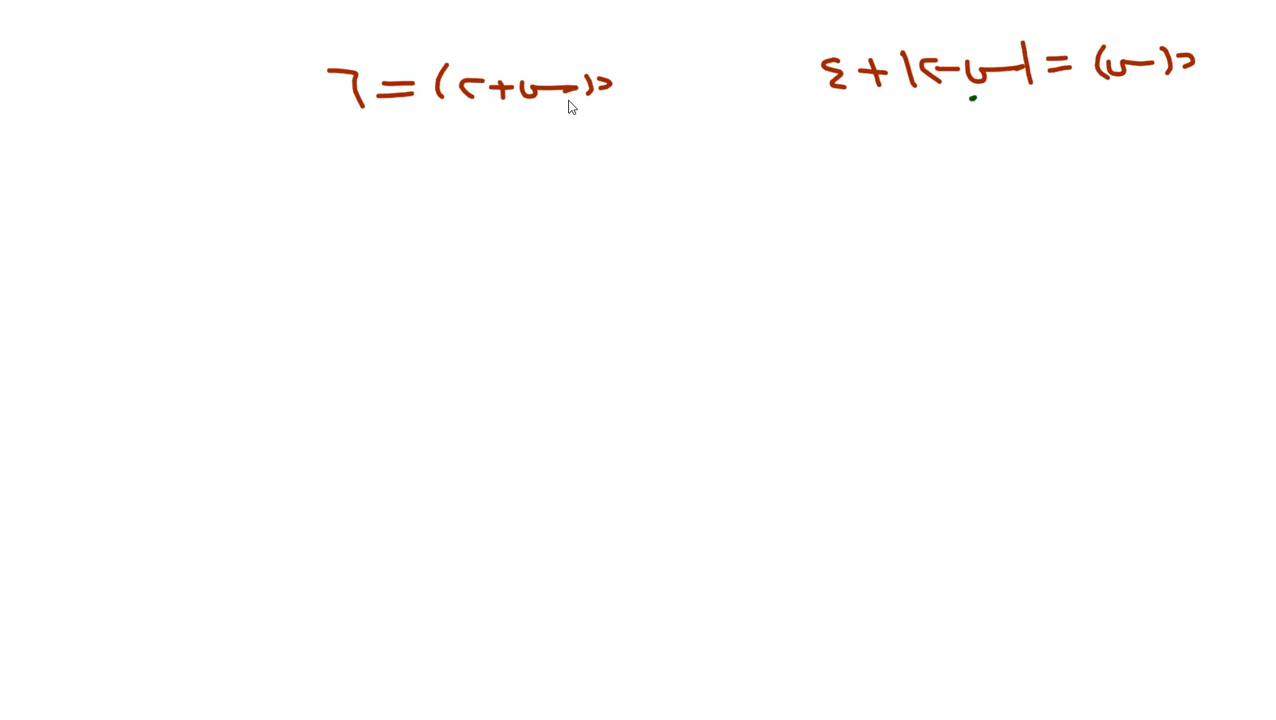 د(س) = |س - ٢| + ٤
د(س + ٢) = ٦